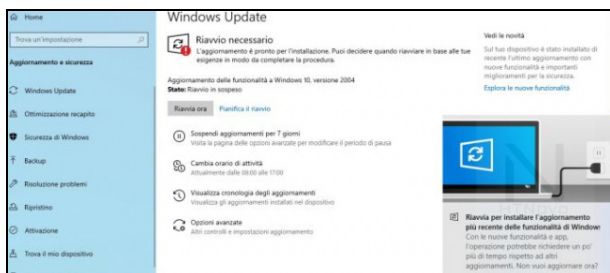 Home
Trova un'impostazione
Aggiornamento e sicurezza
Windows Update
Ottimizzazione recapito
Sicurezza di Windows
Backup
Risoluzione problemi
Ripristino
Attivazione
Trova il mio dispositivo
Windows Update
Riavvio necessario
L'aggiornamento è pronto per l'installazione. Puoi decidere quando riavviare in base alle tue
esigenze in modo da completare la procedura.
Aggiornamento delle funzionalità a Windows 10, versione 2004
Stato: Riavvio in sospeso
Riavvia ora Pianifica il riavvio
Sospendi aggiornamenti per 7 giorni
Visita la pagina delle opzioni avanzate per modificare il periodo di pausa
Cambia orario di attività
Attualmente dalle 08:00 alle 17:00
Visualizza cronologia degli aggiornamenti
Visualizza gli aggiornamenti installati nel dispositivo
Opzioni avanzate
Altri controlli e impostazioni aggiornamento
Vedi le novità
Sul tuo dispositivo è stato installato di
recente l'ultimo aggiornamento con
nuove funzionalità e importanti
miglioramenti per la sicurezza.
Esplora le nuove funzionalità
HTNOVO
Riavvia per installare l'aggiornamento
più recente delle funzionalità di Window
Con le nuove funzionalità e app,
l'operazione potrebbe richiedere un po'
più di tempo rispetto ad altri
aggiornamenti. Non vuoi aggiornare ora?